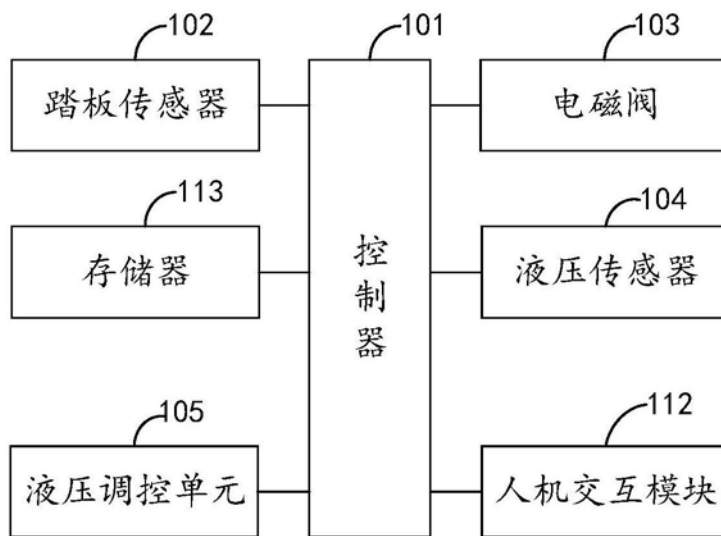 102
101
103
踏板传感器
电磁阀
113
104
存储器
控制器
液压传感器
105
112
液压调控单元
人机交互模块